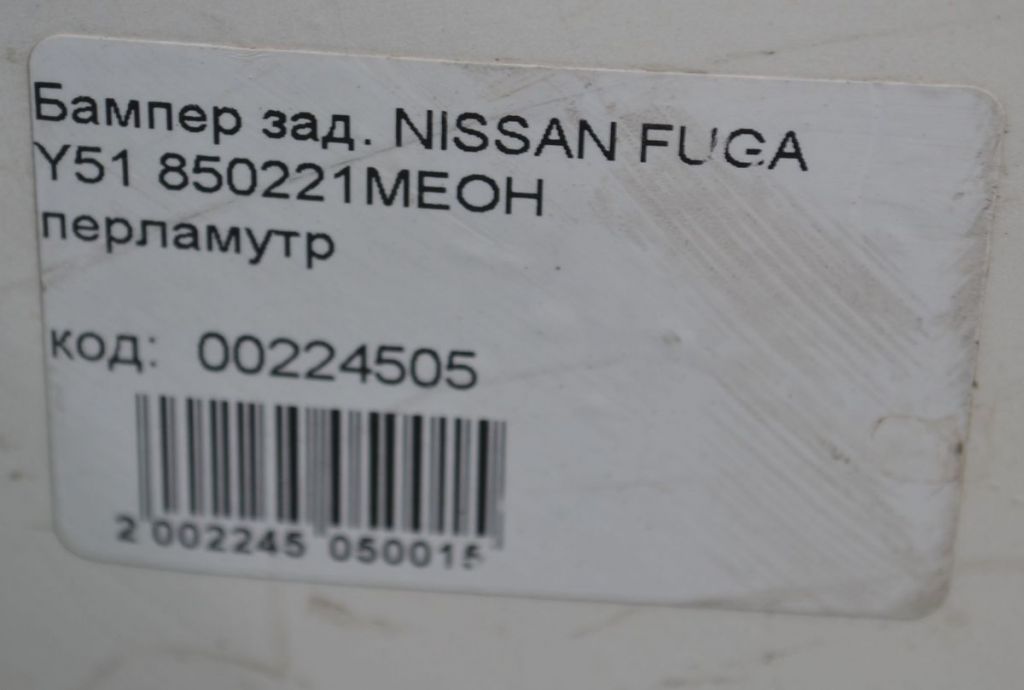 Бампер зад. NISSAN FUGA
Y51 850221MEOH
перламутр
код: 00224505
2 002245 050015